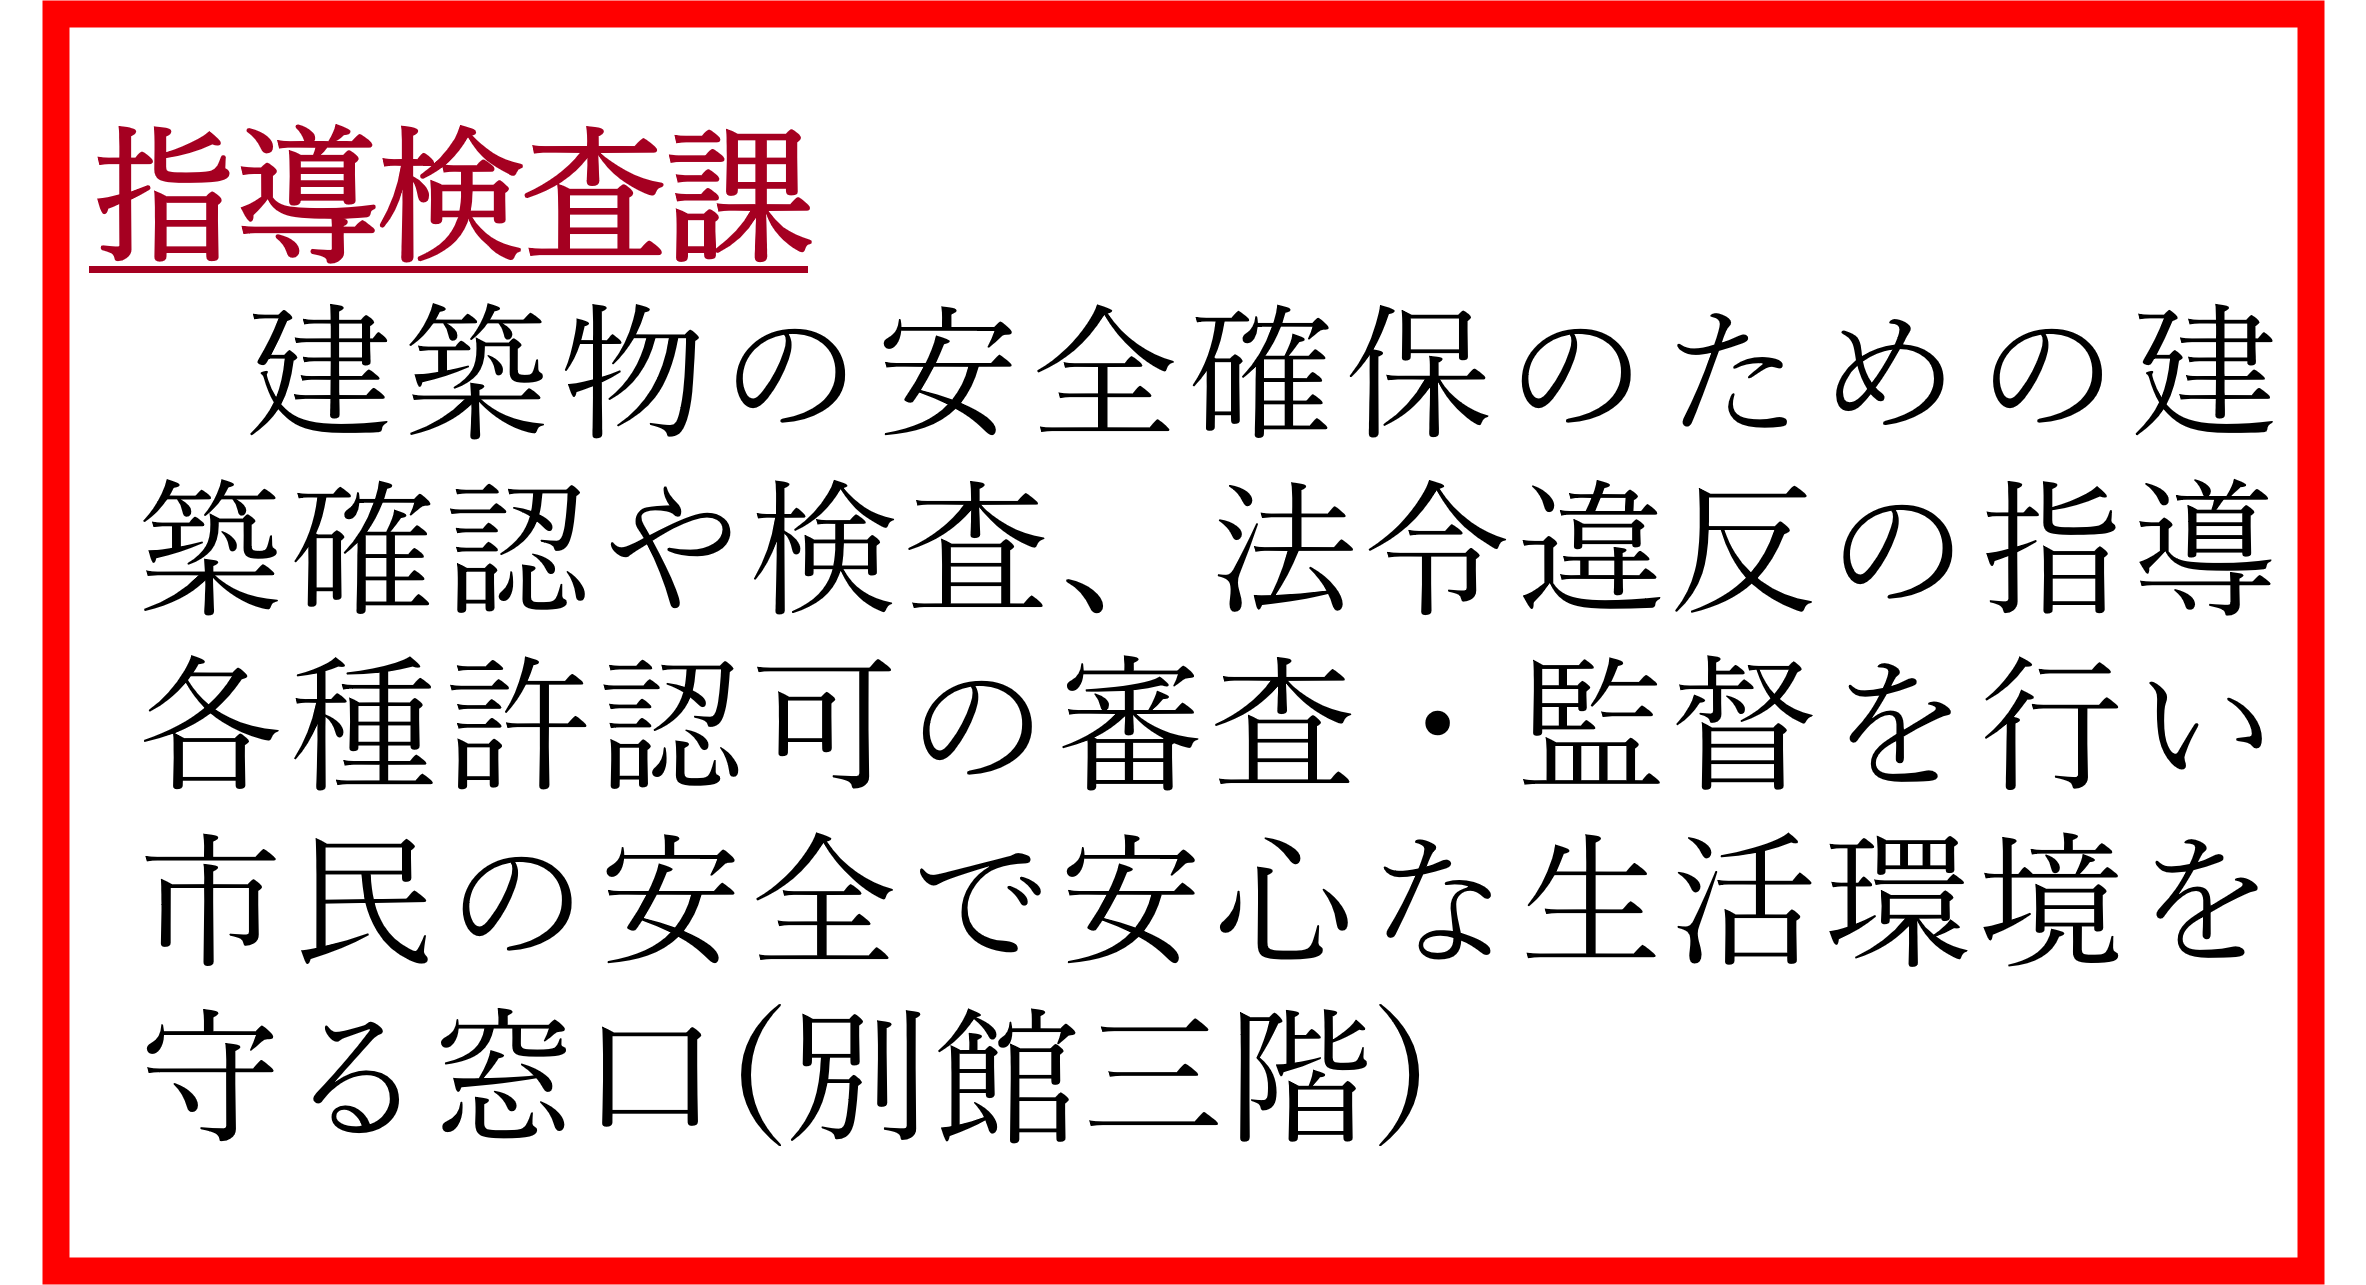 指導検査課
建築物の安全確保のための建
築確認や検査、法令違反の指導
各種許認可の審査・監督を行い
市民の安全で安心な生活環境を
守る窓口(別館三階)